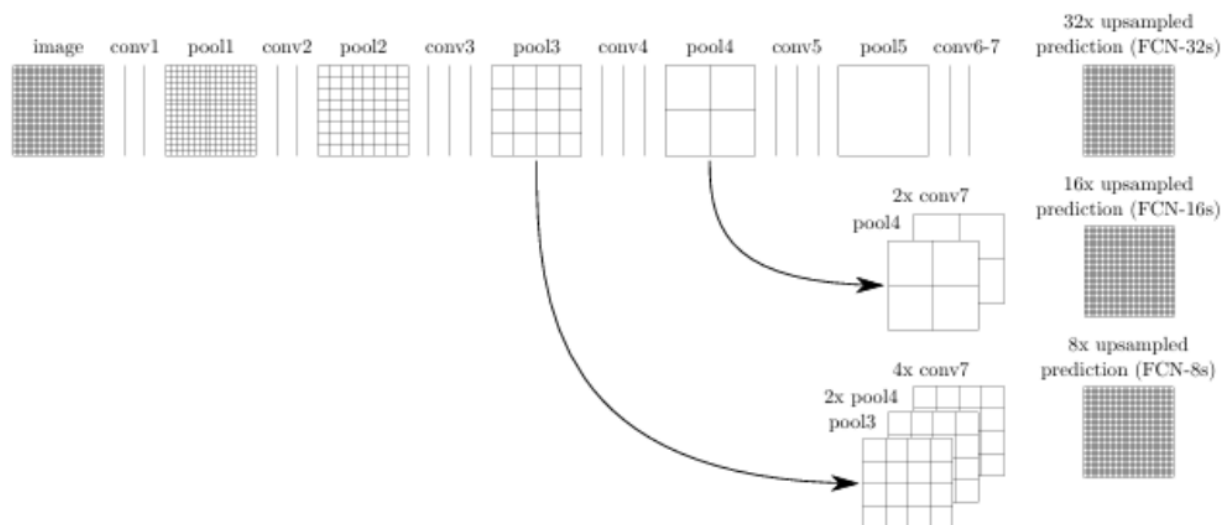 image conv1 pool1 conv2 pool2 conv3 pool3 conv4 pool4 conv5 pool5 conv6-7
32x upsampled
prediction (FCN-32s)
2x conv7
pool4
16x upsampled
prediction (FCN-16s)
4x conv7
2x pool4
pool3
8x upsampled
prediction (FCN-8s)